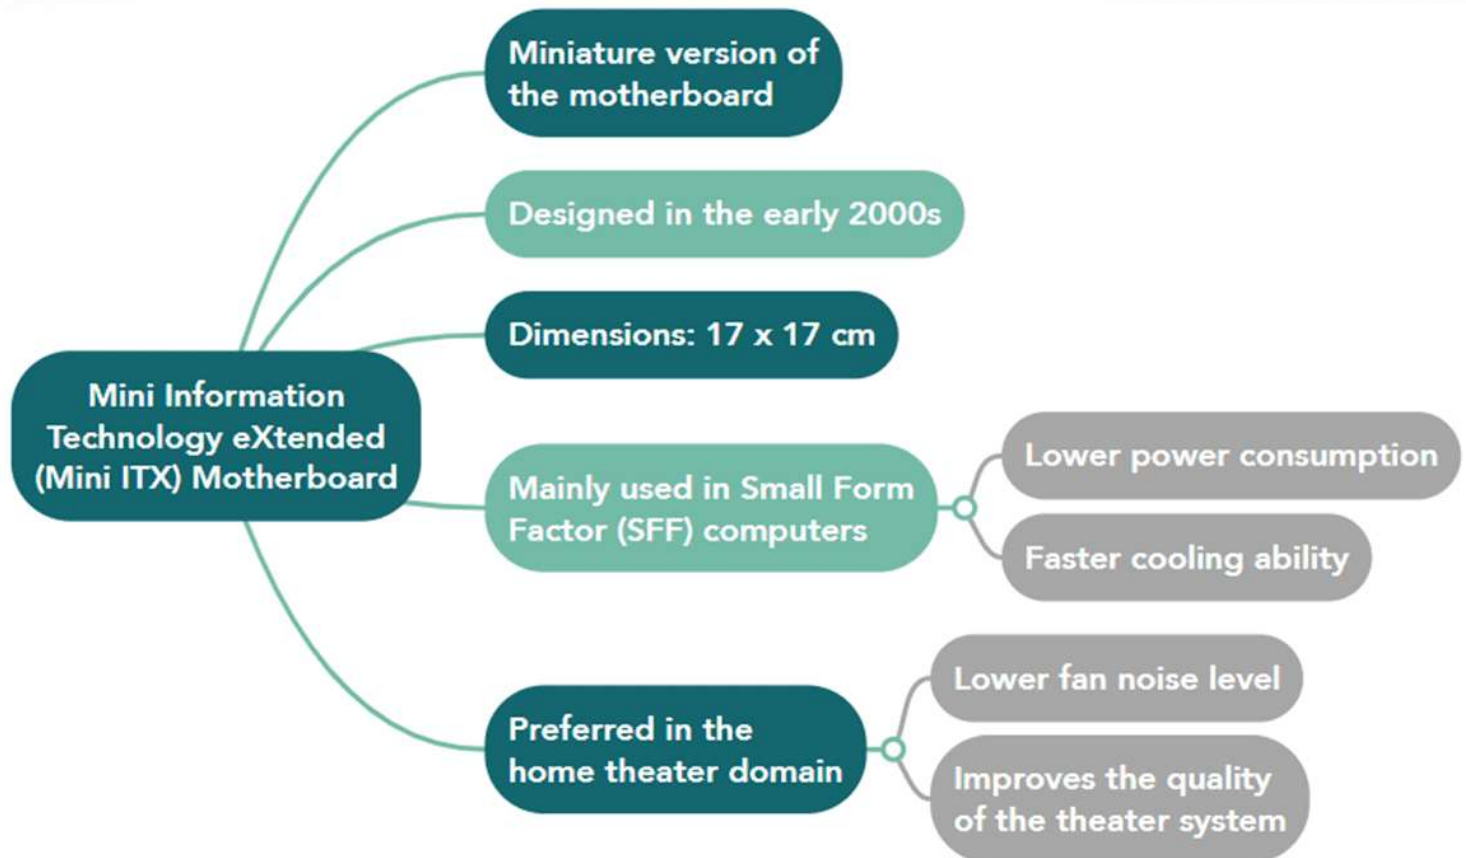 Miniature version of
the motherboard
Designed in the early 2000s
Dimensions: 17 x 17 cm
Mini Information
Technology eXtended
(Mini ITX) Motherboard
Mainly used in Small Form
Factor (SFF) computers
Lower power consumption
Faster cooling ability
Preferred in the
home theater domain
Lower fan noise level
Improves the quality
of the theater system